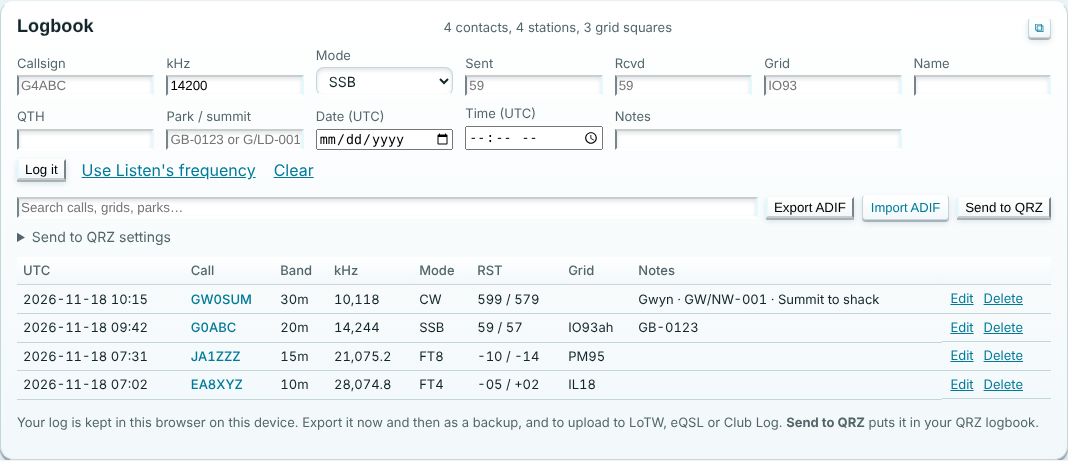 Logbook
4 contacts, 4 stations, 3 grid squares
Callsign kHz Mode Sent Rcvd Grid Name
G4ABC 14200 SSB 59 59 IO93
QTH Park / summit Date (UTC) Time (UTC) Notes
GB-0123 or G/LD-001 mm/dd/yyyy --:-- --
Log it Use Listen's frequency Clear
Search calls, grids, parks… Export ADIF Import ADIF Send to QRZ
▶ Send to QRZ settings
UTC Call Band kHz Mode RST Grid Notes
2026-11-18 10:15 GW0SUM 30m 10,118 CW 599 / 579 Gwyn · GW/NW-001 · Summit to shack Edit Delete
2026-11-18 09:42 G0ABC 20m 14,244 SSB 59 / 57 IO93ah GB-0123 Edit Delete
2026-11-18 07:31 JA1ZZZ 15m 21,075.2 FT8 -10 / -14 PM95 Edit Delete
2026-11-18 07:02 EA8XYZ 10m 28,074.8 FT4 -05 / +02 IL18 Edit Delete
Your log is kept in this browser on this device. Export it now and then as a backup, and to upload to LoTW, eQSL or Club Log. Send to QRZ puts it in your QRZ logbook.